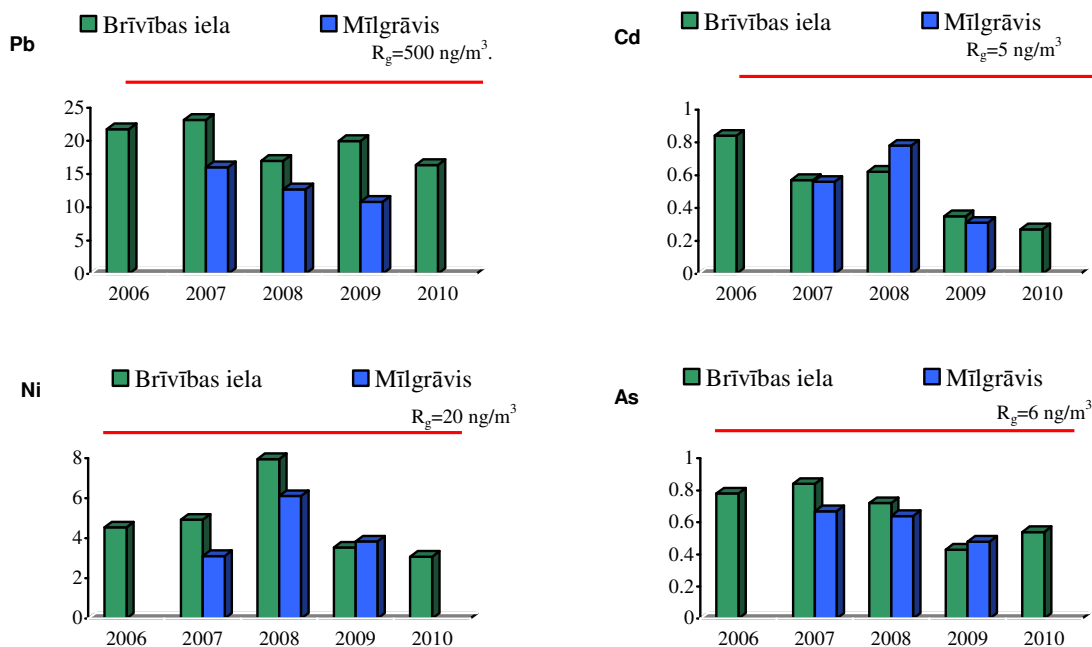 Brīvības iela Mīlgrāvis
Pb
R_g=500 ng/m³.
25
20
15
10
5
0
2006 2007 2008 2009 2010
Brīvības iela Mīlgrāvis
Cd
R_g=5 ng/m³
1
0.8
0.6
0.4
0.2
0
2006 2007 2008 2009 2010
Brīvības iela Mīlgrāvis
Ni
R_g=20 ng/m³
8
6
4
2
0
2006 2007 2008 2009 2010
Brīvības iela Mīlgrāvis
As
R_g=6 ng/m³
1
0.8
0.6
0.4
0.2
0
2006 2007 2008 2009 2010